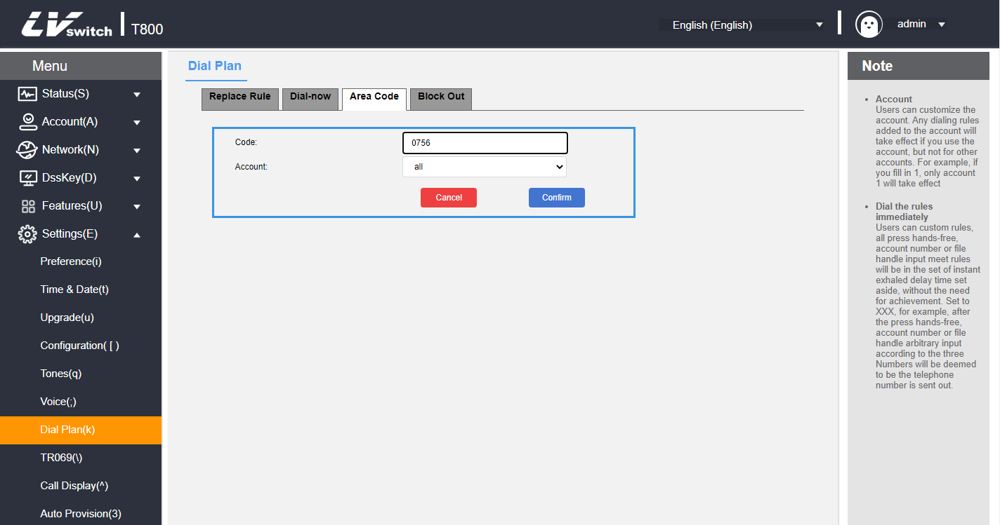 LVswitch T800
English (English)
admin
Menu
Status(S)
Account(A)
Network(N)
DssKey(D)
Features(U)
Settings(E)
Preference(i)
Time & Date(t)
Upgrade(u)
Configuration( [ )
Tones(q)
Voice(;)
Dial Plan(k)
TR069(\)
Call Display(^)
Auto Provision(3)
Dial Plan
Replace Rule Dial-now Area Code Block Out
Code: 0756
Account: all
Cancel Confirm
Note
Account
Users can customize the
account. Any dialing rules
added to the account will
take effect if you use the
account, but not for other
accounts. For example, if
you fill in 1, only account
1 will take effect
Dial the rules
immediately
Users can custom rules,
all press hands-free,
account number or file
handle input meet rules
will be in the set of instant
exhaled delay time set
aside, without the need
for achievement. Set to
XXX, for example, after
the press hands-free,
account number or file
handle arbitrary input
according to the three
Numbers will be deemed
to be the telephone
number is sent out.